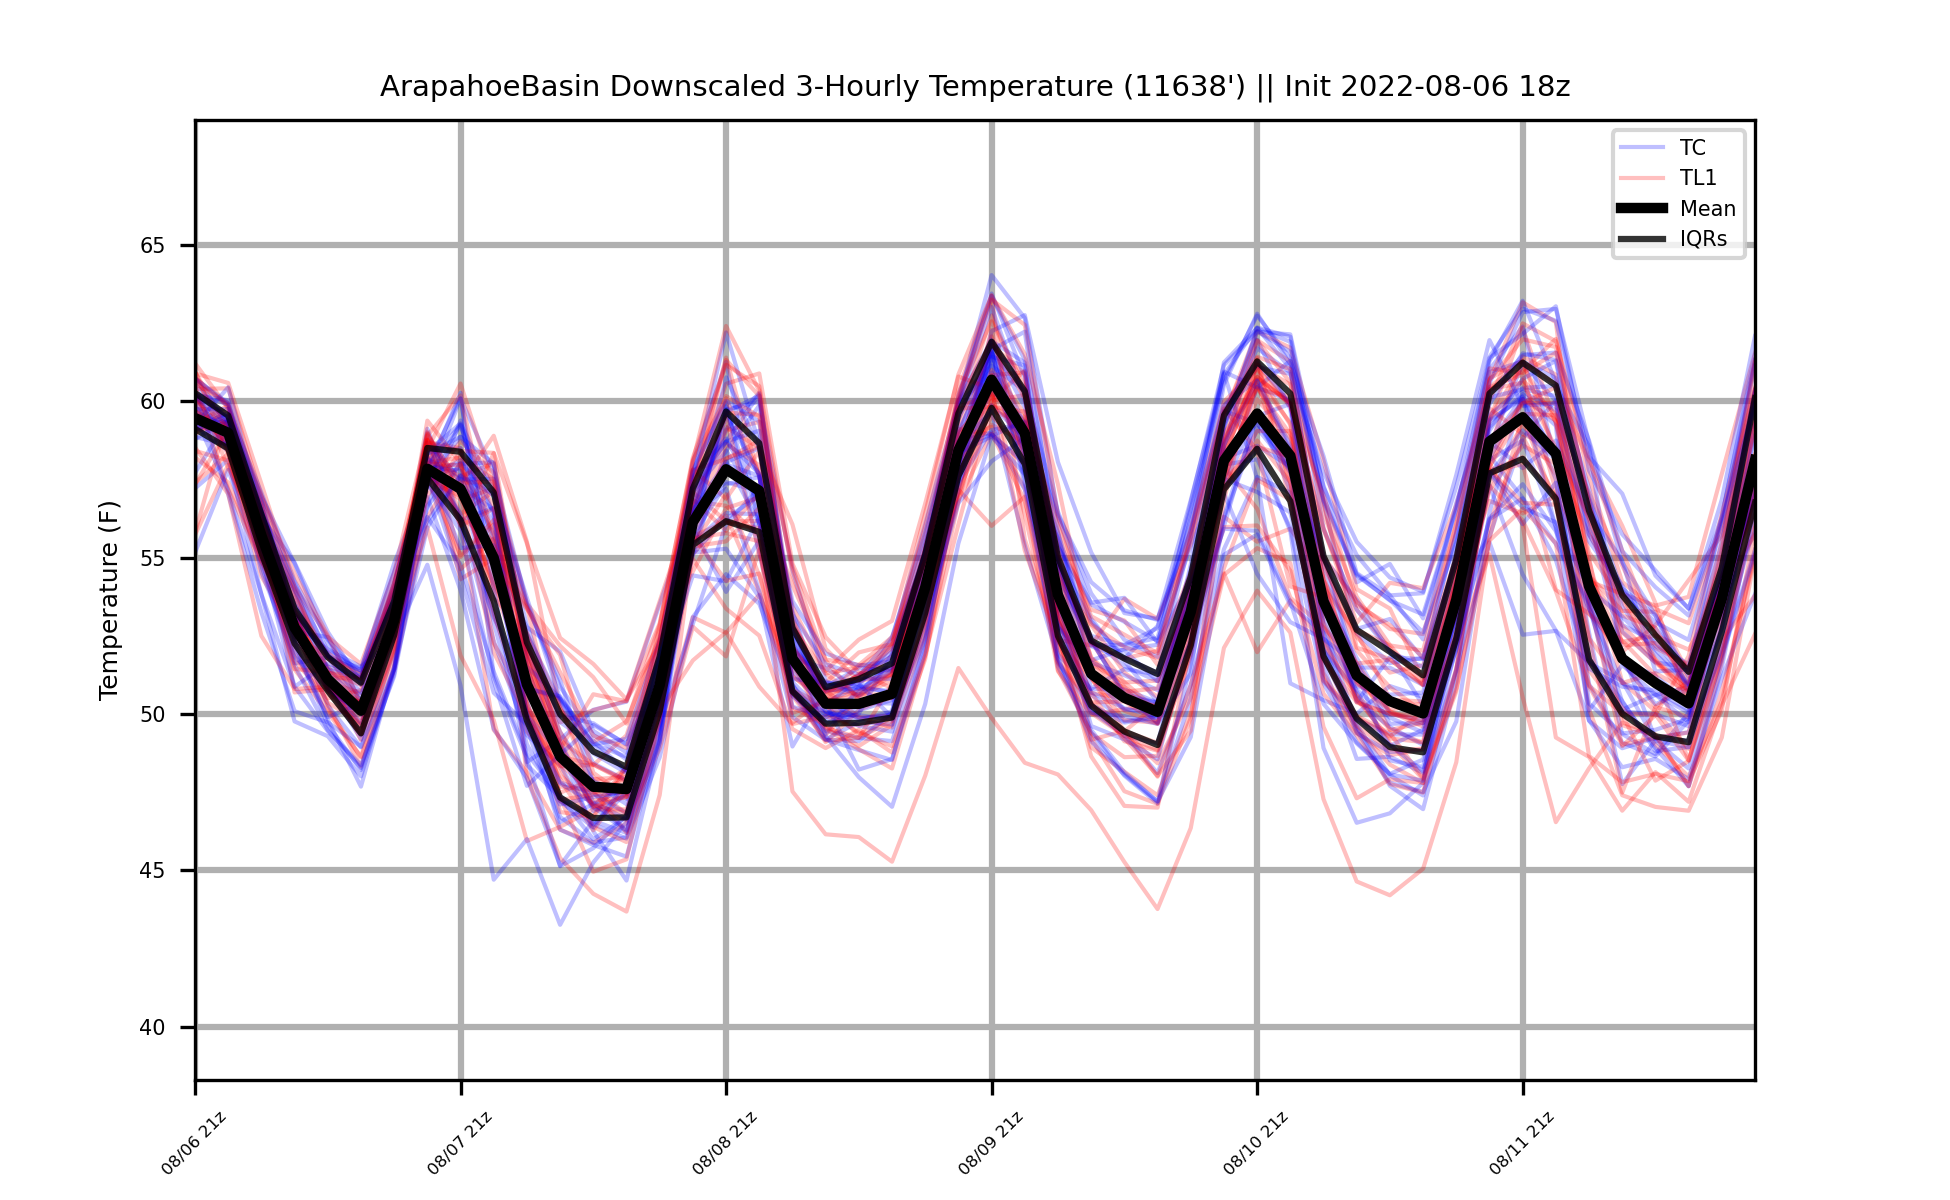 ArapahoeBasin Downscaled 3-Hourly Temperature (11638') || Init 2022-08-06 18z
TC
TL1
Mean
IQRs
Temperature (F)
65
60
55
50
45
40
08/06 21z
08/07 21z
08/08 21z
08/09 21z
08/10 21z
08/11 21z